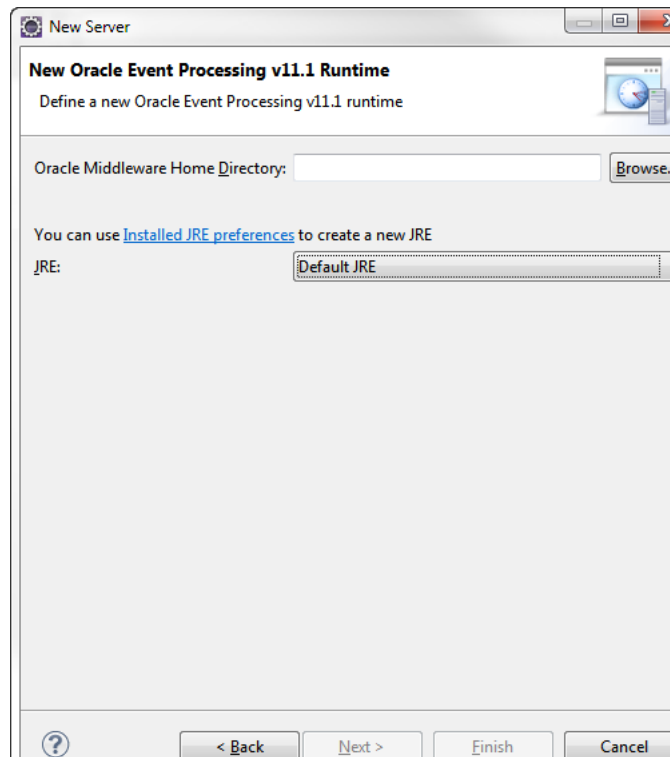 New Server
New Oracle Event Processing v11.1 Runtime
Define a new Oracle Event Processing v11.1 runtime
Oracle Middleware Home Directory: Browse.
You can use Installed JRE preferences to create a new JRE
JRE: Default JRE
? < Back Next > Finish Cancel